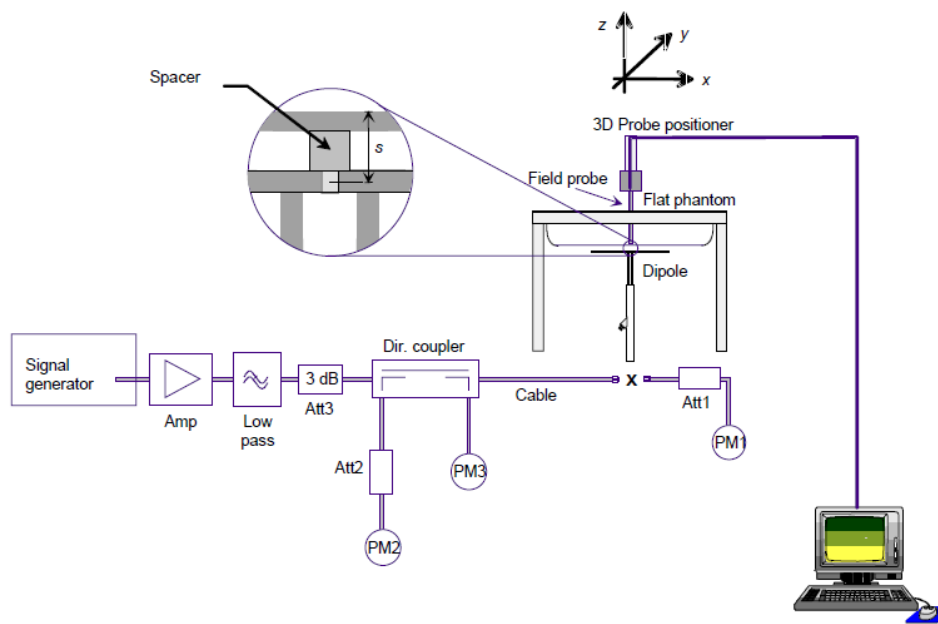 z
y
x
Spacer
s
3D Probe positioner
Field probe
Flat phantom
Dipole
Signal
generator
Amp
Low
pass
3 dB
Att3
Dir. coupler
Cable
X
Att1
PM1
Att2
PM3
PM2